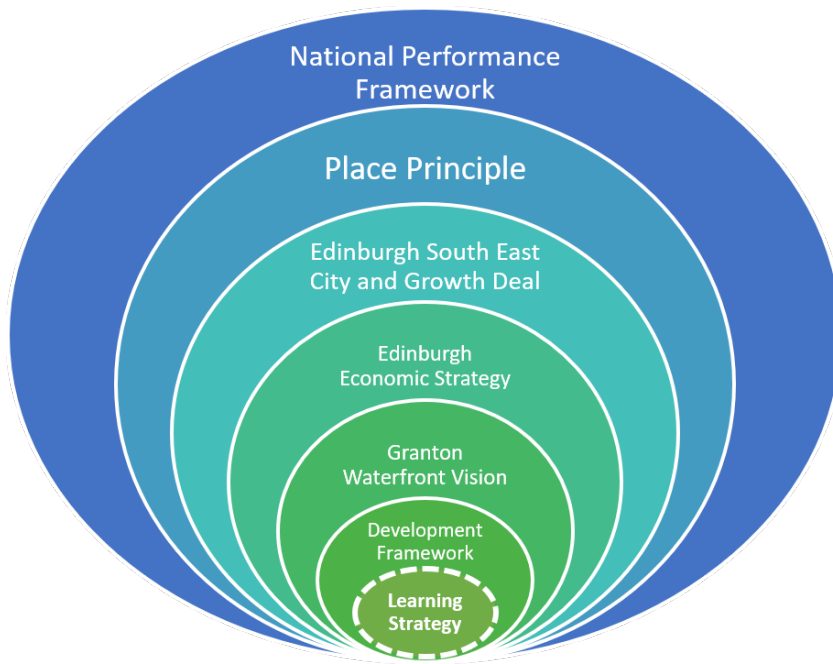 National Performance
Framework
Place Principle
Edinburgh South East
City and Growth Deal
Edinburgh
Economic Strategy
Granton
Waterfront Vision
Development
Framework
Learning
Strategy